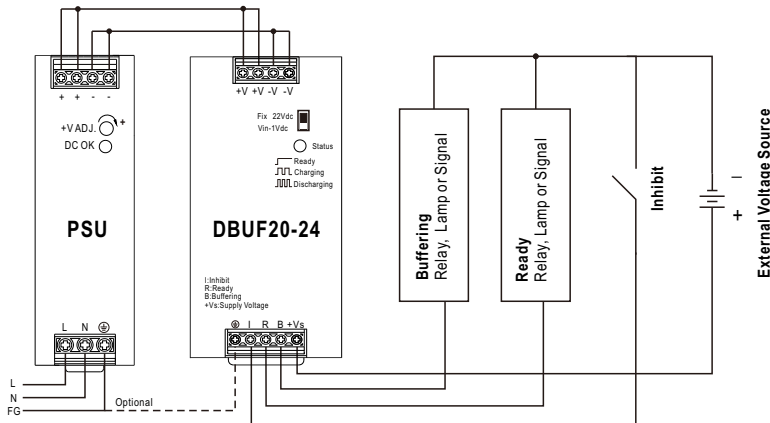 + + - -
+V ADJ.
+
DC OK
PSU
L N
L
N
FG
Optional
+V +V -V -V
Fix 22Vdc
Vin-1Vdc
Status
Ready
Charging
Discharging
DBUF20-24
I:Inhibit
R:Ready
B:Buffering
+Vs:Supply Voltage
I R B +Vs
Buffering
Relay, Lamp or Signal
Ready
Relay, Lamp or Signal
Inhibit
+ –
External Voltage Source